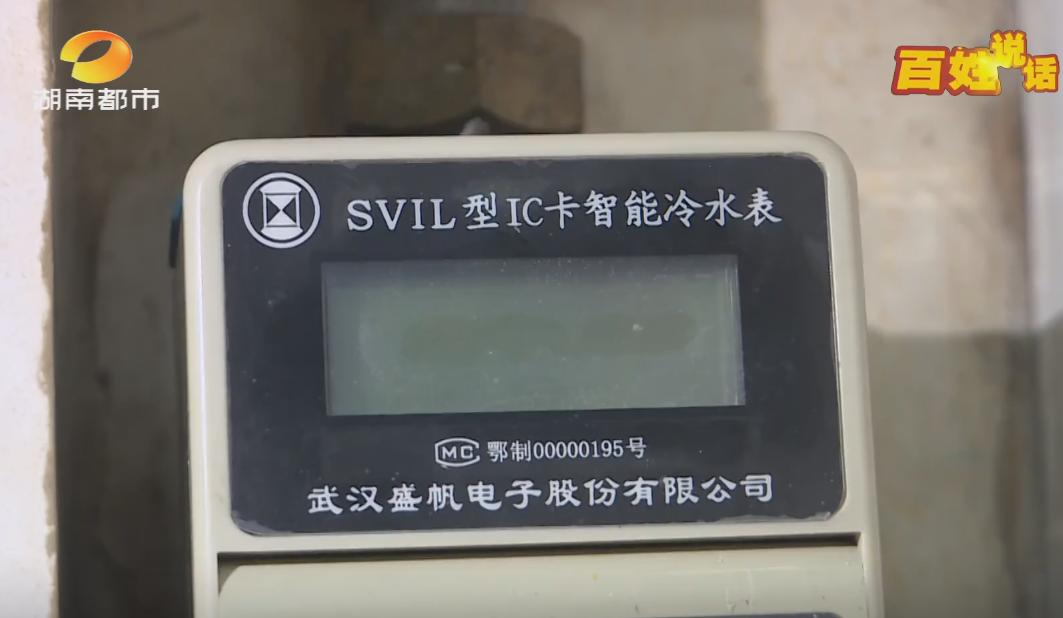 湖南都市
百姓说话
SVIL型IC卡智能冷水表
MC 鄂制00000195号
武汉盛帆电子股份有限公司